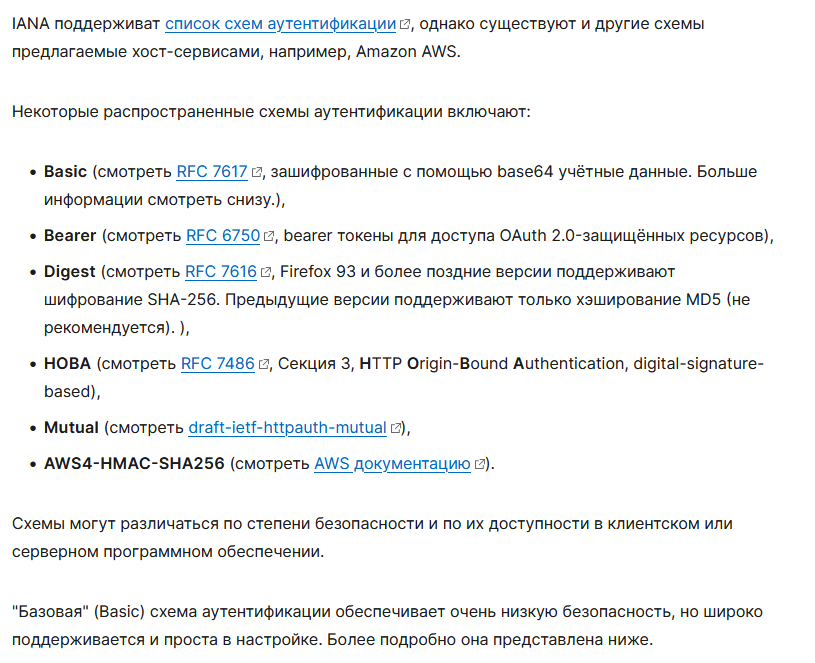 IANA поддерживат список схем аутентификации, однако существуют и другие схемы
предлагаемые хост-сервисами, например, Amazon AWS.
Некоторые распространенные схемы аутентификации включают:
• Basic (смотреть RFC 7617, зашифрованные с помощью base64 учётные данные. Больше
информации смотреть снизу.),
• Bearer (смотреть RFC 6750, bearer токены для доступа OAuth 2.0-защищённых ресурсов),
• Digest (смотреть RFC 7616, Firefox 93 и более поздние версии поддерживают
шифрование SHA-256. Предыдущие версии поддерживают только хэширование MD5 (не
рекомендуется). ),
• HOBA (смотреть RFC 7486, Секция 3, HTTP Origin-Bound Authentication, digital-signature-
based),
• Mutual (смотреть draft-ietf-httpauth-mutual),
• AWS4-HMAC-SHA256 (смотреть AWS документацию).
Схемы могут различаться по степени безопасности и по их доступности в клиентском или
серверном программном обеспечении.
"Базовая" (Basic) схема аутентификации обеспечивает очень низкую безопасность, но широко
поддерживается и проста в настройке. Более подробно она представлена ниже.